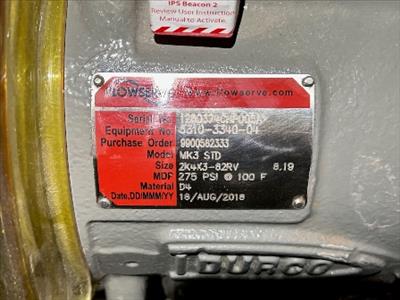 IPS Beacon 2
Review User Instruction
Manual to Activate.
FLOWSERVE www.flowserve.com
Serial No.
Equipment No. 3310-3340-04
Purchase Order 9900582333
Model MK3 STD
Size 2K4X3-82RV 8.19
MDP 275 PSI @ 100 F
Material D4
Date,DD/MMM/YY 16/AUG/2018
DURCO